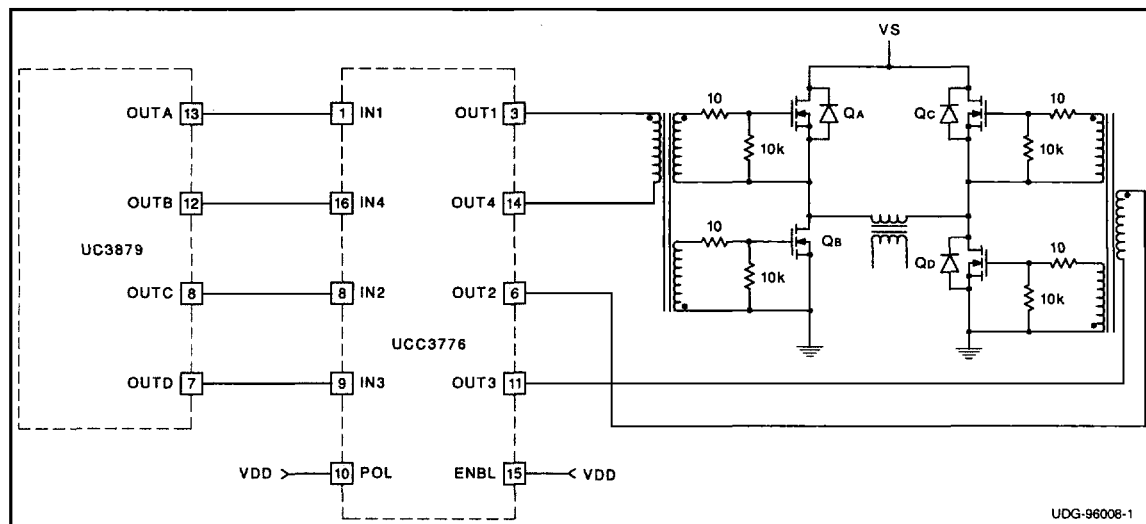 VS
OUTA 13
1 IN1
OUT1 3
10
QA
QC
10
10k
10k
OUTB 12
16 IN4
OUT4 14
UC3879
10
QB
QD
10
10k
10k
OUTC 8
8 IN2
OUT2 6
UCC3776
OUTD 7
9 IN3
OUT3 11
VDD
10 POL
ENBL 15
VDD
UDG-96008-1